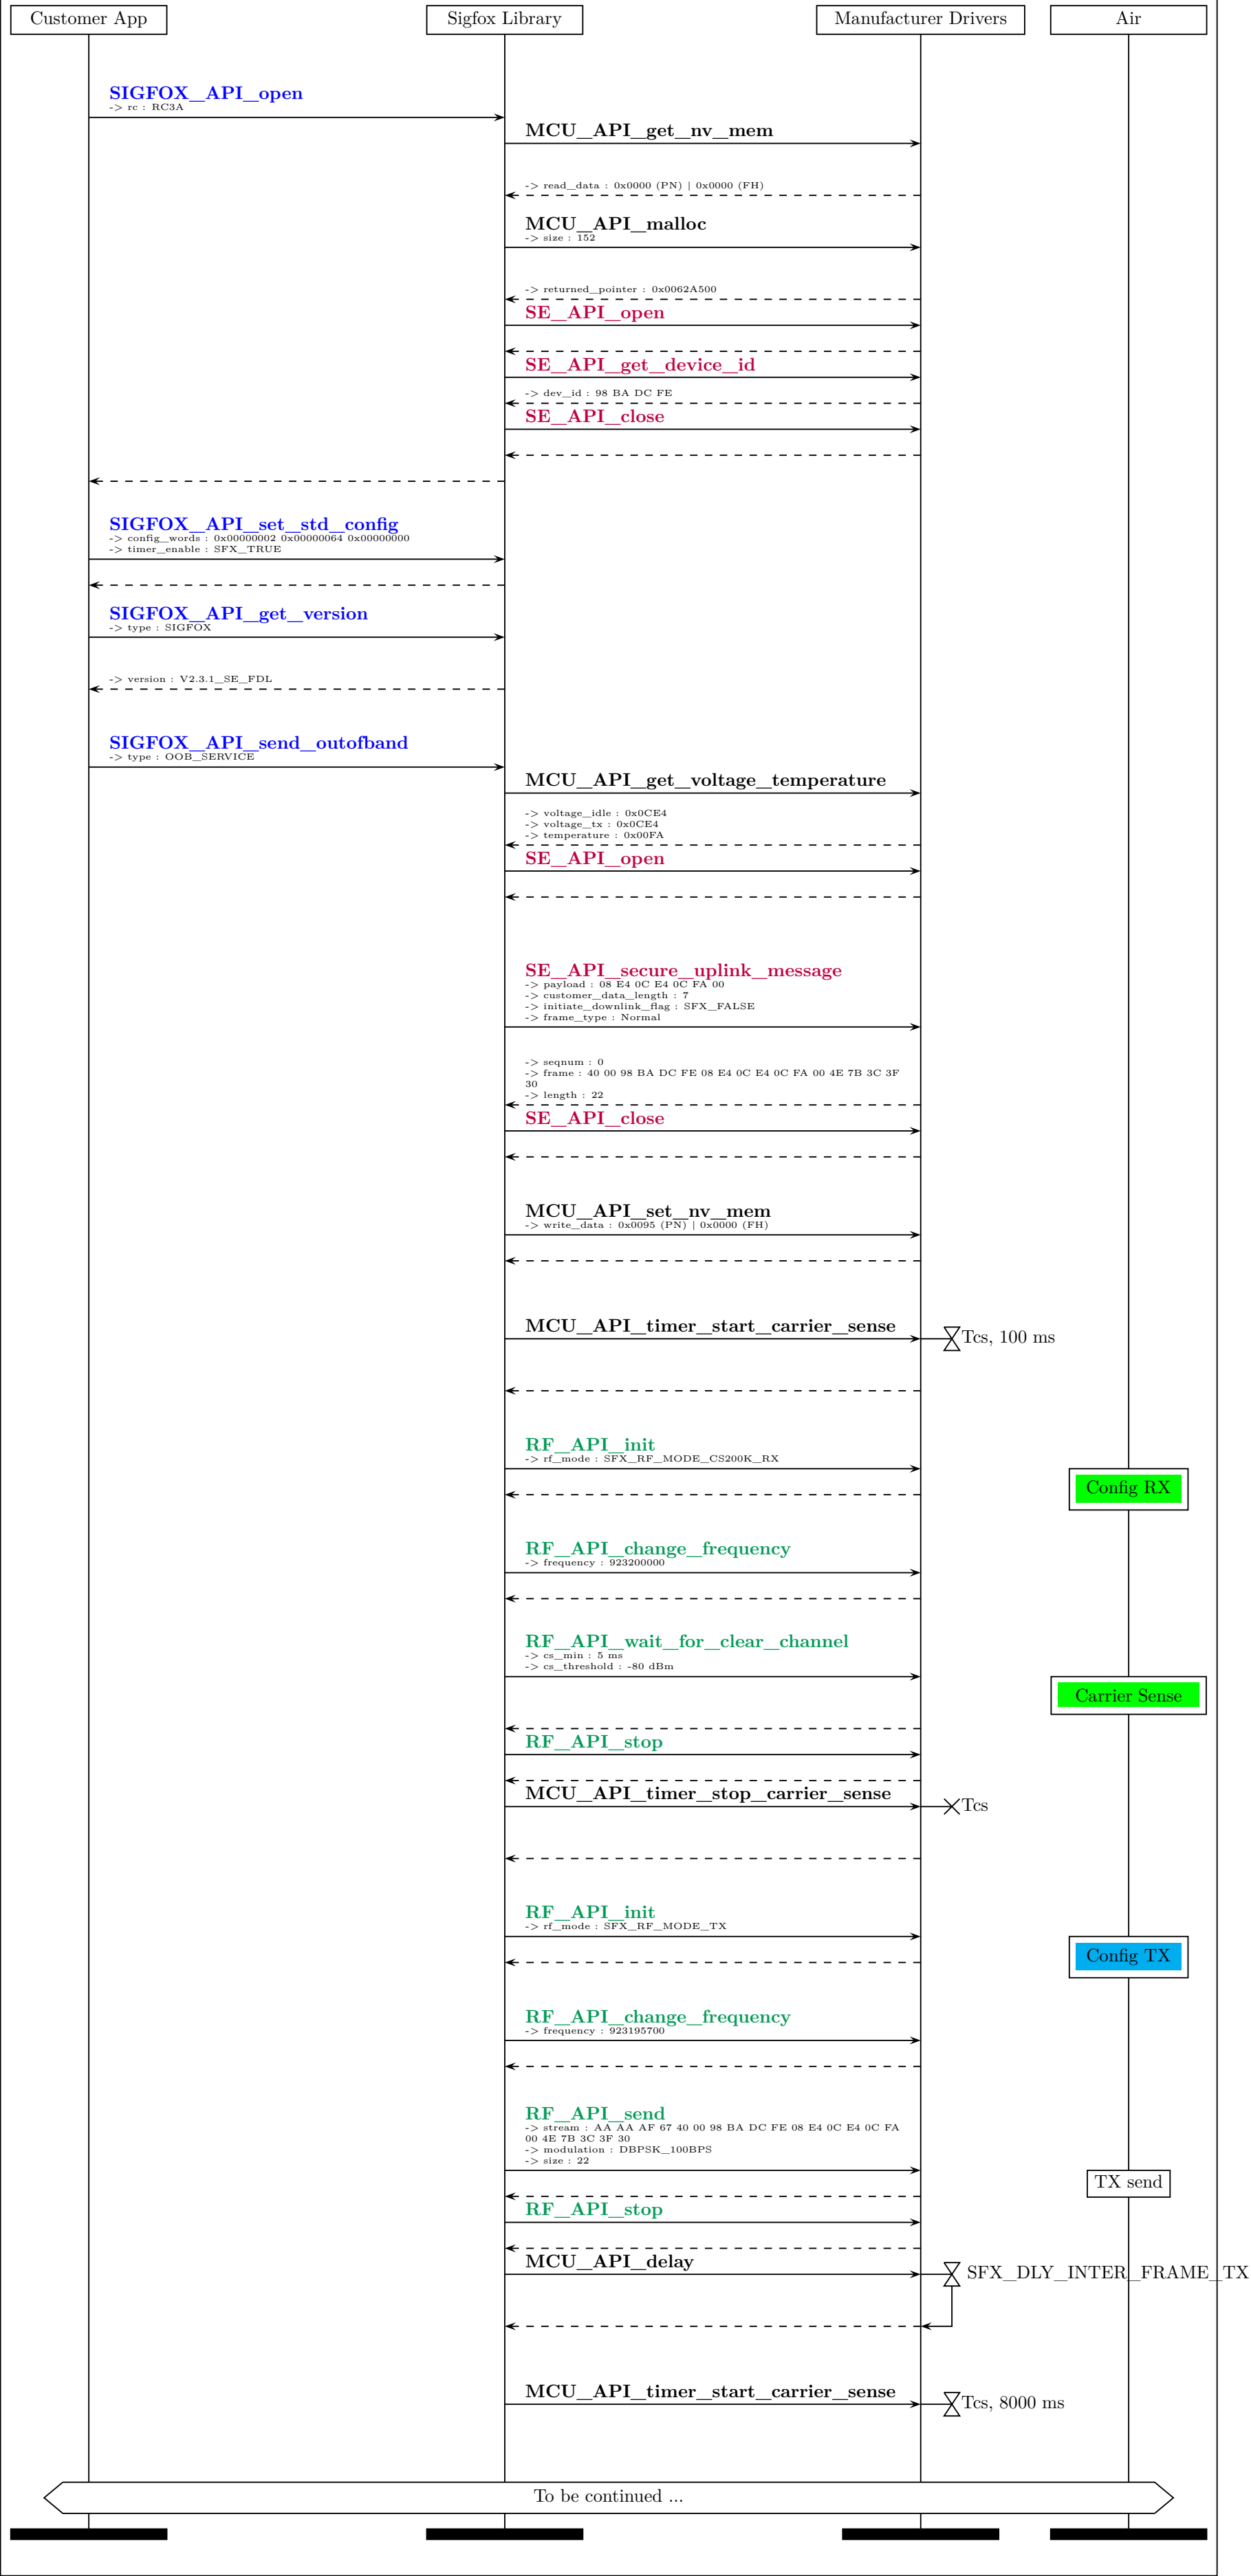 Customer App
Sigfox Library
Manufacturer Drivers
Air
SIGFOX_API_open
-> rc : RC3A
MCU_API_get_nv_mem
-> read_data : 0x0000 (PN) | 0x0000 (FH)
MCU_API_malloc
-> size : 152
-> returned_pointer : 0x0062A500
SE_API_open
SE_API_get_device_id
-> dev_id : 98 BA DC FE
SE_API_close
SIGFOX_API_set_std_config
-> config_words : 0x00000002 0x00000064 0x00000000
-> timer_enable : SFX_TRUE
SIGFOX_API_get_version
-> type : SIGFOX
-> version : V2.3.1_SE_FDL
SIGFOX_API_send_outofband
-> type : OOB_SERVICE
MCU_API_get_voltage_temperature
-> voltage_idle : 0x0CE4
-> voltage_tx : 0x0CE4
-> temperature : 0x00FA
SE_API_open
SE_API_secure_uplink_message
-> payload : 08 E4 0C E4 0C FA 00
-> customer_data_length : 7
-> initiate_downlink_flag : SFX_FALSE
-> frame_type : Normal
-> seqnum : 0
-> frame : 40 00 98 BA DC FE 08 E4 0C E4 0C FA 00 4E 7B 3C 3F
30
-> length : 22
SE_API_close
MCU_API_set_nv_mem
-> write_data : 0x0095 (PN) | 0x0000 (FH)
MCU_API_timer_start_carrier_sense
Tcs, 100 ms
RF_API_init
-> rf_mode : SFX_RF_MODE_CS200K_RX
Config RX
RF_API_change_frequency
-> frequency : 923200000
RF_API_wait_for_clear_channel
-> cs_min : 5 ms
-> cs_threshold : -80 dBm
Carrier Sense
RF_API_stop
MCU_API_timer_stop_carrier_sense
Tcs
RF_API_init
-> rf_mode : SFX_RF_MODE_TX
Config TX
RF_API_change_frequency
-> frequency : 923195700
RF_API_send
-> stream : AA AA AF 67 40 00 98 BA DC FE 08 E4 0C E4 0C FA
00 4E 7B 3C 3F 30
-> modulation : DBPSK_100BPS
-> size : 22
TX send
RF_API_stop
MCU_API_delay
SFX_DLY_INTER_FRAME_TX
MCU_API_timer_start_carrier_sense
Tcs, 8000 ms
To be continued ...